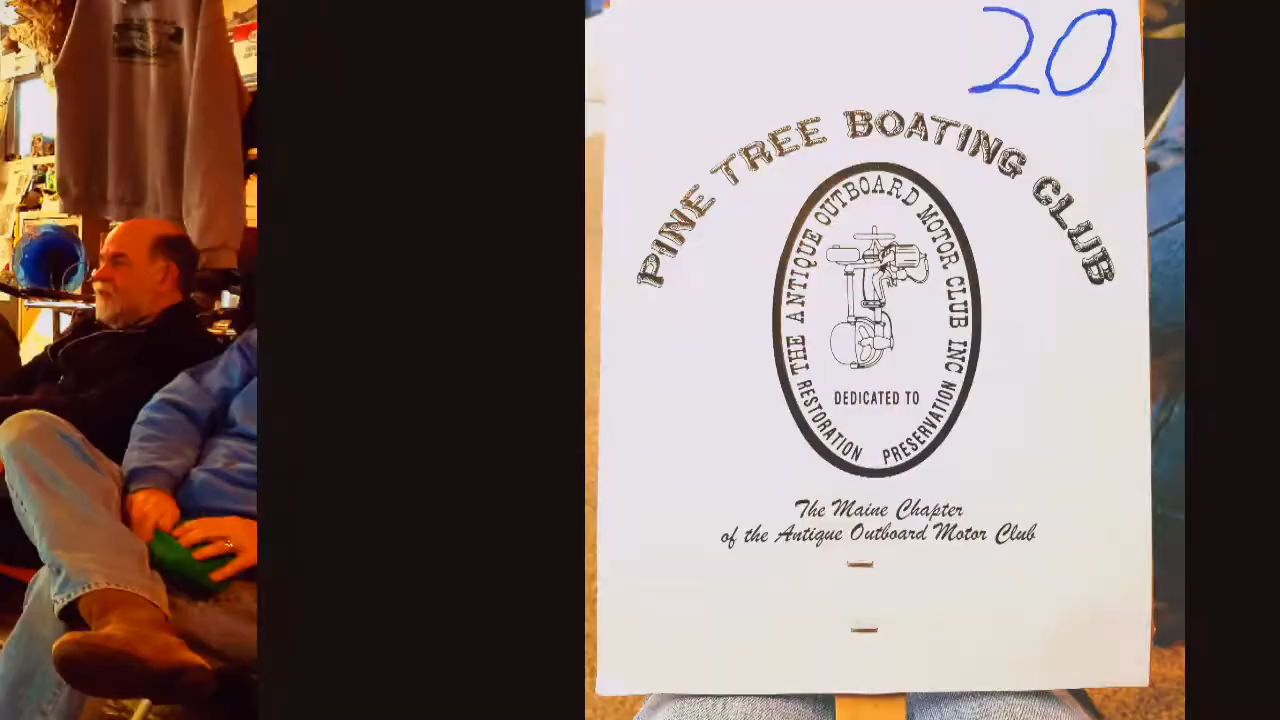 20
PINE TREE BOATING CLUB
THE ANTIQUE OUTBOARD MOTOR CLUB INC
DEDICATED TO
RESTORATION PRESERVATION
The Maine Chapter
of the Antique Outboard Motor Club